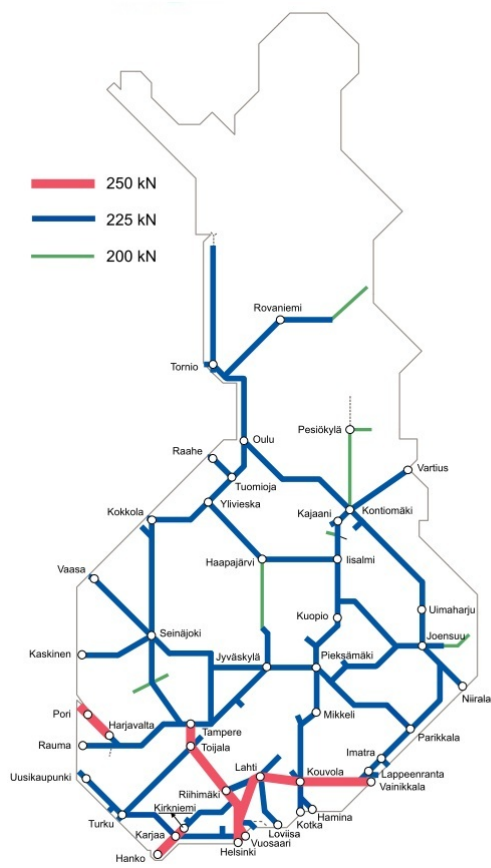 250 kN
225 kN
200 kN
Rovaniemi
Tornio
Pesiökylä
Oulu
Raahe
Vartius
Tuomioja
Ylivieska
Kokkola
Kajaani
Kontiomäki
Haapajärvi
Iisalmi
Vaasa
Uimaharju
Kuopio
Seinäjoki
Joensuu
Kaskinen
Jyväskylä
Pieksämäki
Niirala
Pori
Mikkeli
Harjavalta
Tampere
Parikkala
Rauma
Toijala
Imatra
Lahti
Kouvola
Lappeenranta
Uusikaupunki
Vainikkala
Riihimäki
Kirkniemi
Hamina
Turku
Kotka
Karjaa
Loviisa
Vuosaari
Helsinki
Hanko